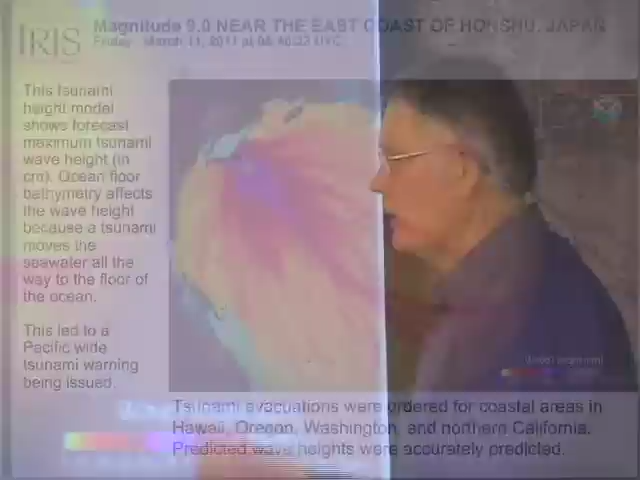 IRIS
Magnitude 9.0 NEAR THE EAST COAST OF HONSHU, JAPAN
Friday, March 11, 2011 at 05:46:23 UTC
This tsunami
height model
shows forecast
maximum tsunami
wave height (in
cm). Ocean floor
bathymetry affects
the wave height
because a tsunami
moves the
seawater all the
way to the floor of
the ocean.
This led to a
Pacific wide
tsunami warning
being issued.
Tsunami evacuations were ordered for coastal areas in
Hawaii, Oregon, Washington, and northern California.
Predicted wave heights were accurately predicted.